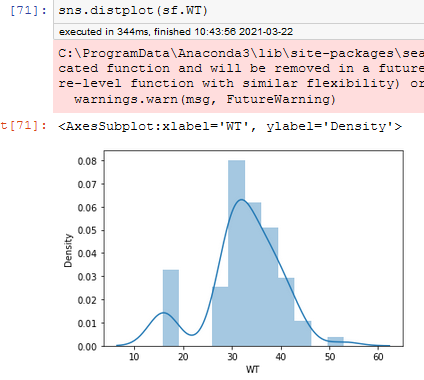 [71]: sns.distplot(sf.WT)
executed in 344ms, finished 10:43:56 2021-03-22
C:\ProgramData\Anaconda3\lib\site-packages\sea
cated function and will be removed in a future
re-level function with similar flexibility) or
warnings.warn(msg, FutureWarning)
t[71]: <AxesSubplot:xlabel='WT', ylabel='Density'>
0.08
0.07
0.06
0.05
0.04
0.03
0.02
0.01
0.00
Density
10 20 30 40 50 60
WT